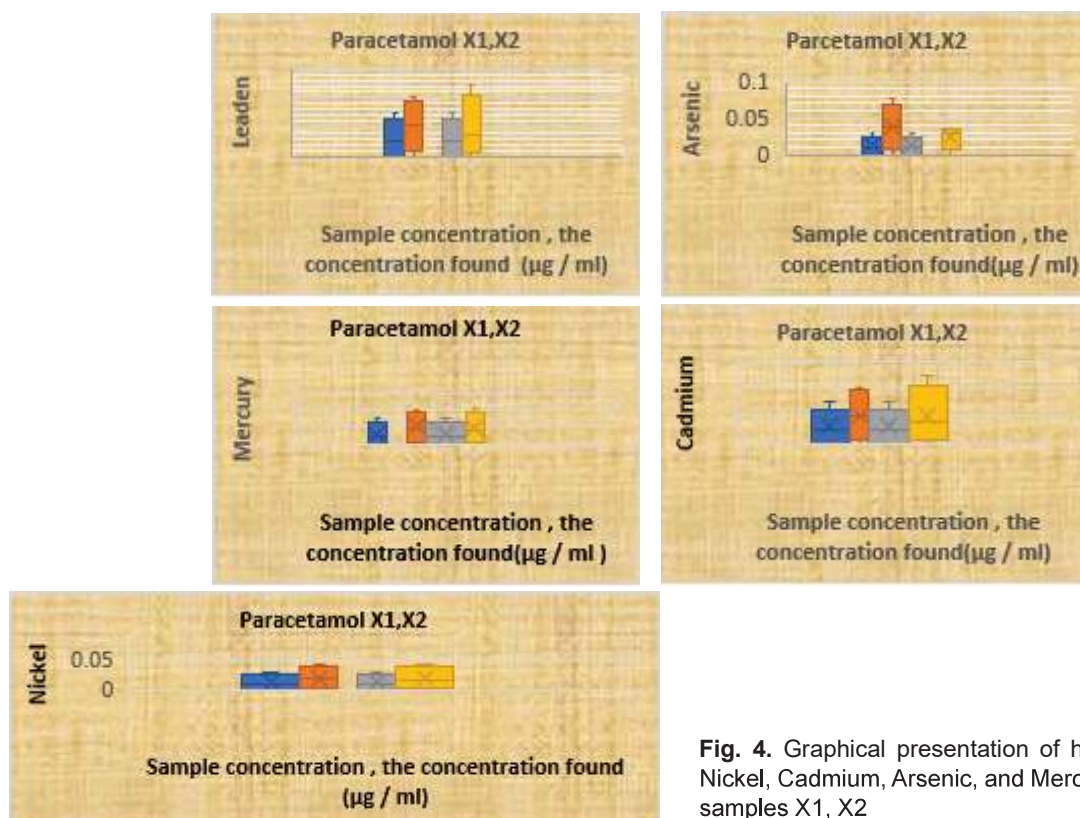 Paracetamol X1,X2
Leaden
Sample concentration , the
concentration found (µg / ml)
Parcetamol X1,X2
Arsenic
0.1
0.05
0
Sample concentration , the
concentration found(µg / ml)
Paracetamol X1,X2
Mercury
Sample concentration , the
concentration found(µg / ml )
Paracetamol X1,X2
Cadmium
Sample concentration , the
concentration found(µg / ml)
Paracetamol X1,X2
Nickel
0.05
0
Sample concentration , the concentration found
(µg / ml)
Fig. 4. Graphical presentation of
Nickel, Cadmium, Arsenic, and
samples X1, X2